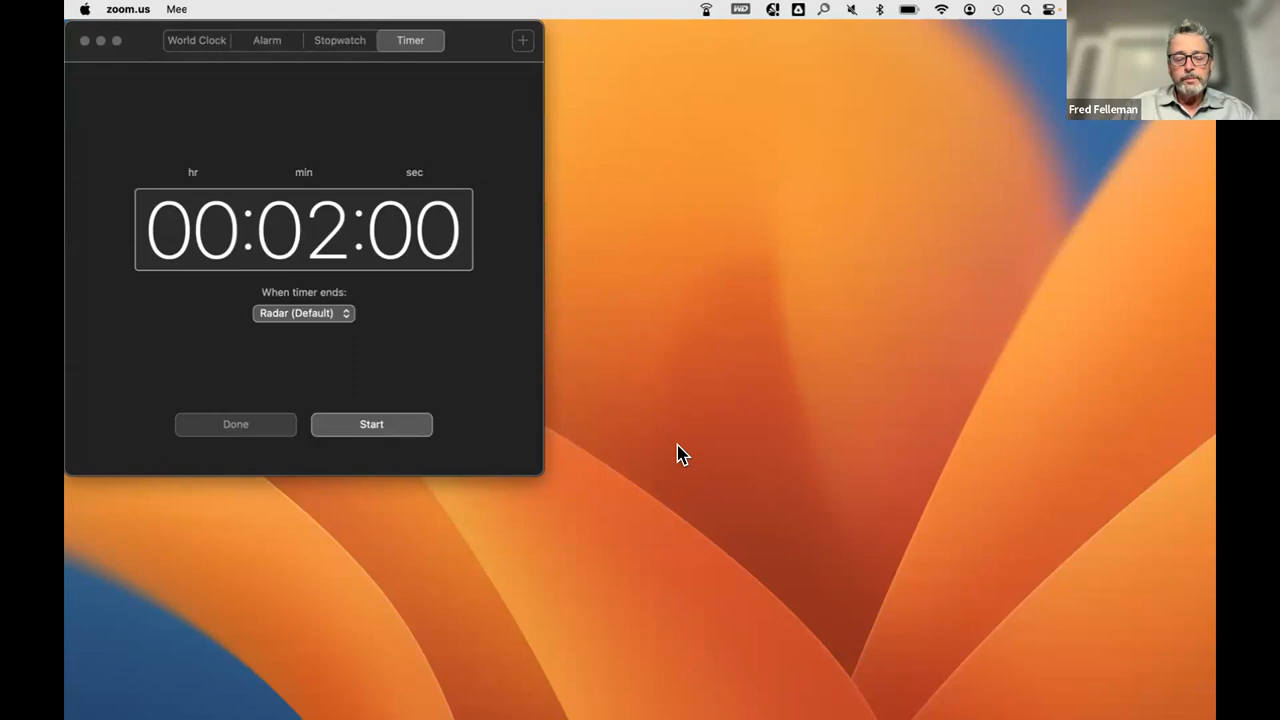 zoom.us Mee
World Clock Alarm Stopwatch Timer
hr min sec
00:02:00
When timer ends:
Radar (Default)
Done Start
Fred Felleman